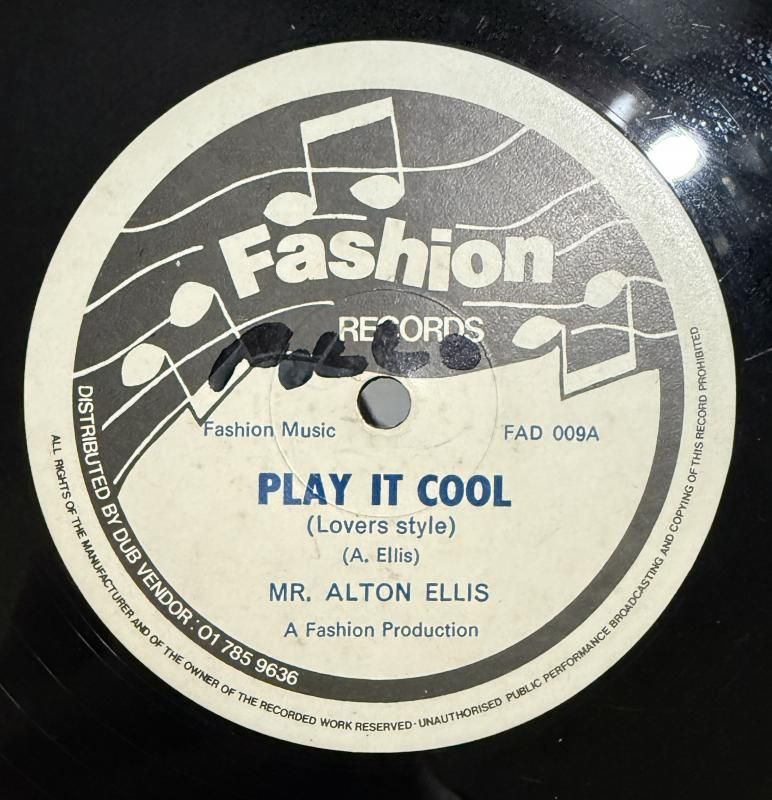 Fashion
RECORDS
Fashion Music
FAD 009A
PLAY IT COOL
(Lovers style)
(A. Ellis)
MR. ALTON ELLIS
A Fashion Production
DISTRIBUTED BY DUB VENDOR : 01 785 9636
ALL RIGHTS OF THE MANUFACTURER AND OF THE OWNER OF THE RECORDED WORK RESERVED · UNAUTHORISED PUBLIC PERFORMANCE BROADCASTING AND COPYING OF THIS RECORD PROHIBITED